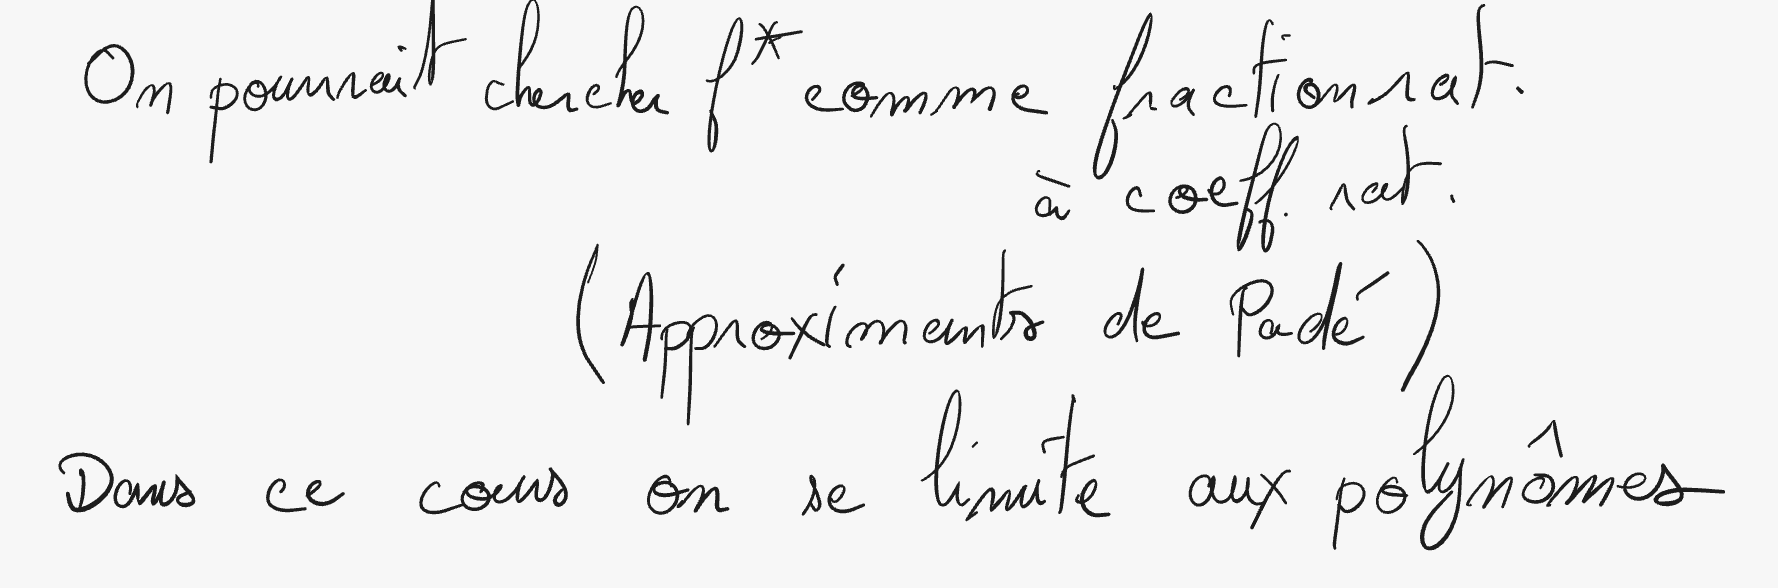 On pourrait chercher f* comme fraction rat.
à coeff. rat.
(Approximants de Padé)
Dans ce cours on se limite aux polynômes